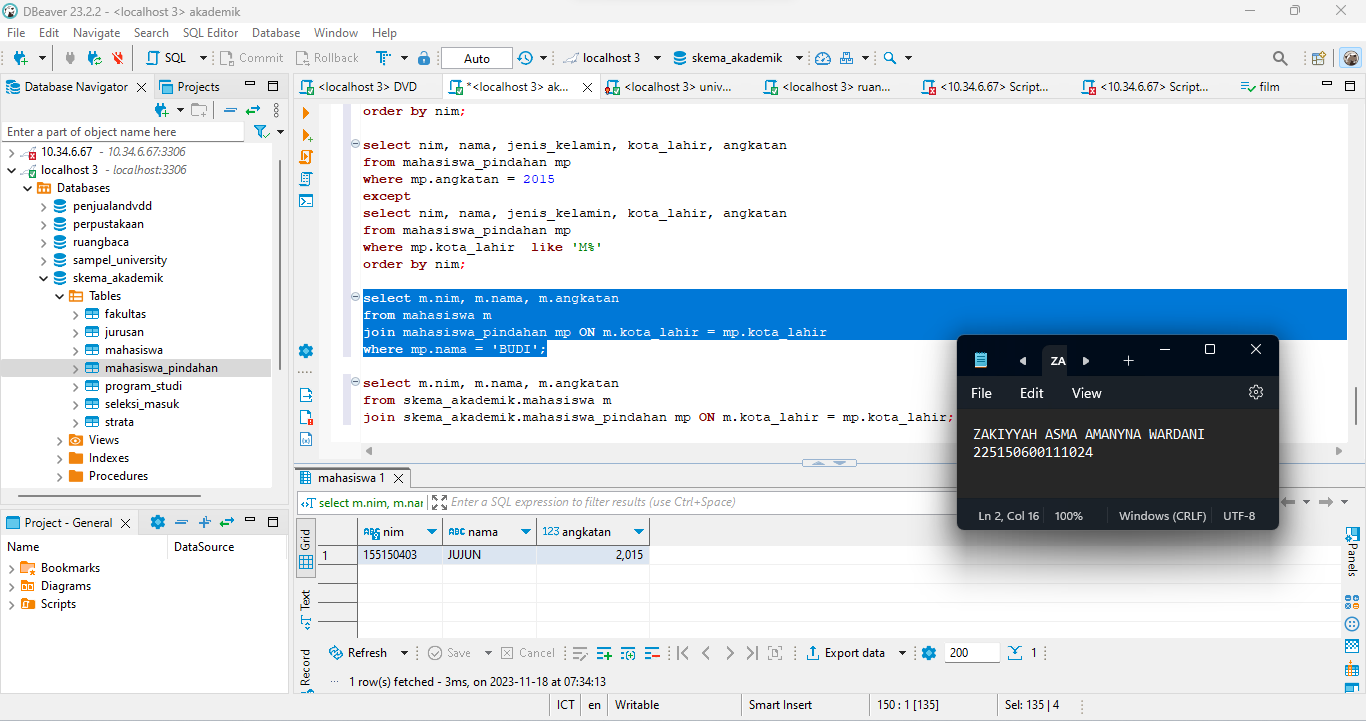 DBeaver 23.2.2 - <localhost 3> akademik
File Edit Navigate Search SQL Editor Database Window Help
SQL Commit Rollback Auto localhost 3 skema_akademik
Database Navigator Projects
Enter a part of object name here
10.34.6.67 - 10.34.6.67:3306
localhost 3 - localhost:3306
Databases
penjualandvdd
perpustakaan
ruangbaca
sampel_university
skema_akademik
Tables
fakultas
jurusan
mahasiswa
mahasiswa_pindahan
program_studi
seleksi_masuk
strata
Views
Indexes
Procedures
Project - General
Name DataSource
Bookmarks
Diagrams
Scripts
<localhost 3> DVD *<localhost 3> ak... <localhost 3> univ... <localhost 3> ruan... <10.34.6.67> Script... <10.34.6.67> Script... film
order by nim;
select nim, nama, jenis_kelamin, kota_lahir, angkatan
from mahasiswa_pindahan mp
where mp.angkatan = 2015
except
select nim, nama, jenis_kelamin, kota_lahir, angkatan
from mahasiswa_pindahan mp
where mp.kota_lahir  like 'M%'
order by nim;
select m.nim, m.nama, m.angkatan
from mahasiswa m
join mahasiswa_pindahan mp ON m.kota_lahir = mp.kota_lahir
where mp.nama = 'BUDI';
select m.nim, m.nama, m.angkatan
from skema_akademik.mahasiswa m
join skema_akademik.mahasiswa_pindahan mp ON m.kota_lahir = mp.kota_lahir;
ZA
File Edit View
ZAKIYYAH ASMA AMANYNA WARDANI
225150600111024
Ln 2, Col 16 100% Windows (CRLF) UTF-8
mahasiswa 1
select m.nim, m.nar Enter a SQL expression to filter results (use Ctrl+Space)
Grid
Text
Record
ABC nim ABC nama 123 angkatan
1 155150403 JUJUN 2,015
Panels
Refresh Save Cancel Export data 200 1
1 row(s) fetched - 3ms, on 2023-11-18 at 07:34:13
ICT en Writable Smart Insert 150 : 1 [135] Sel: 135 | 4